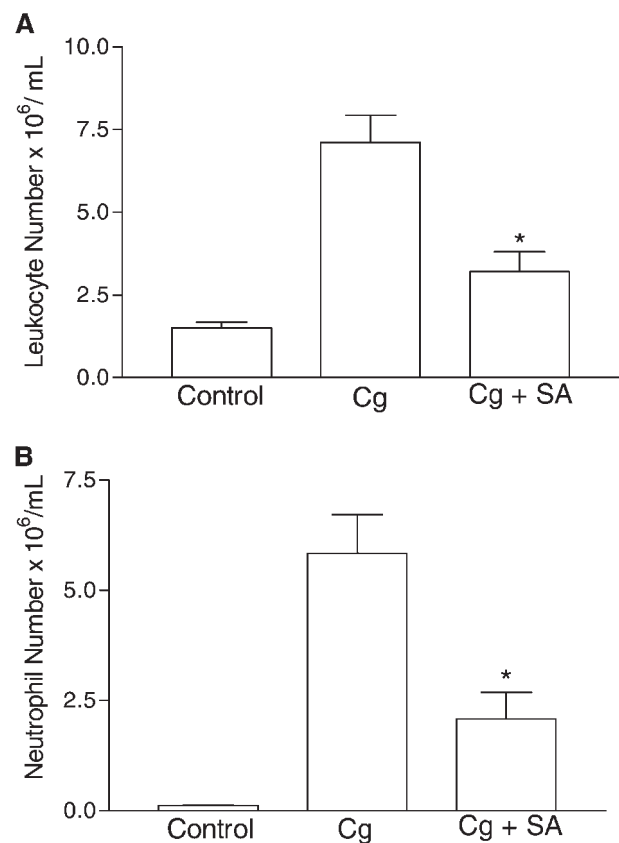 A
Leukocyte Number x 10⁶/ mL
10.0
7.5
5.0
2.5
0.0
*
Control Cg Cg + SA
B
Neutrophil Number x 10⁶/mL
7.5
5.0
2.5
0.0
*
Control Cg Cg + SA